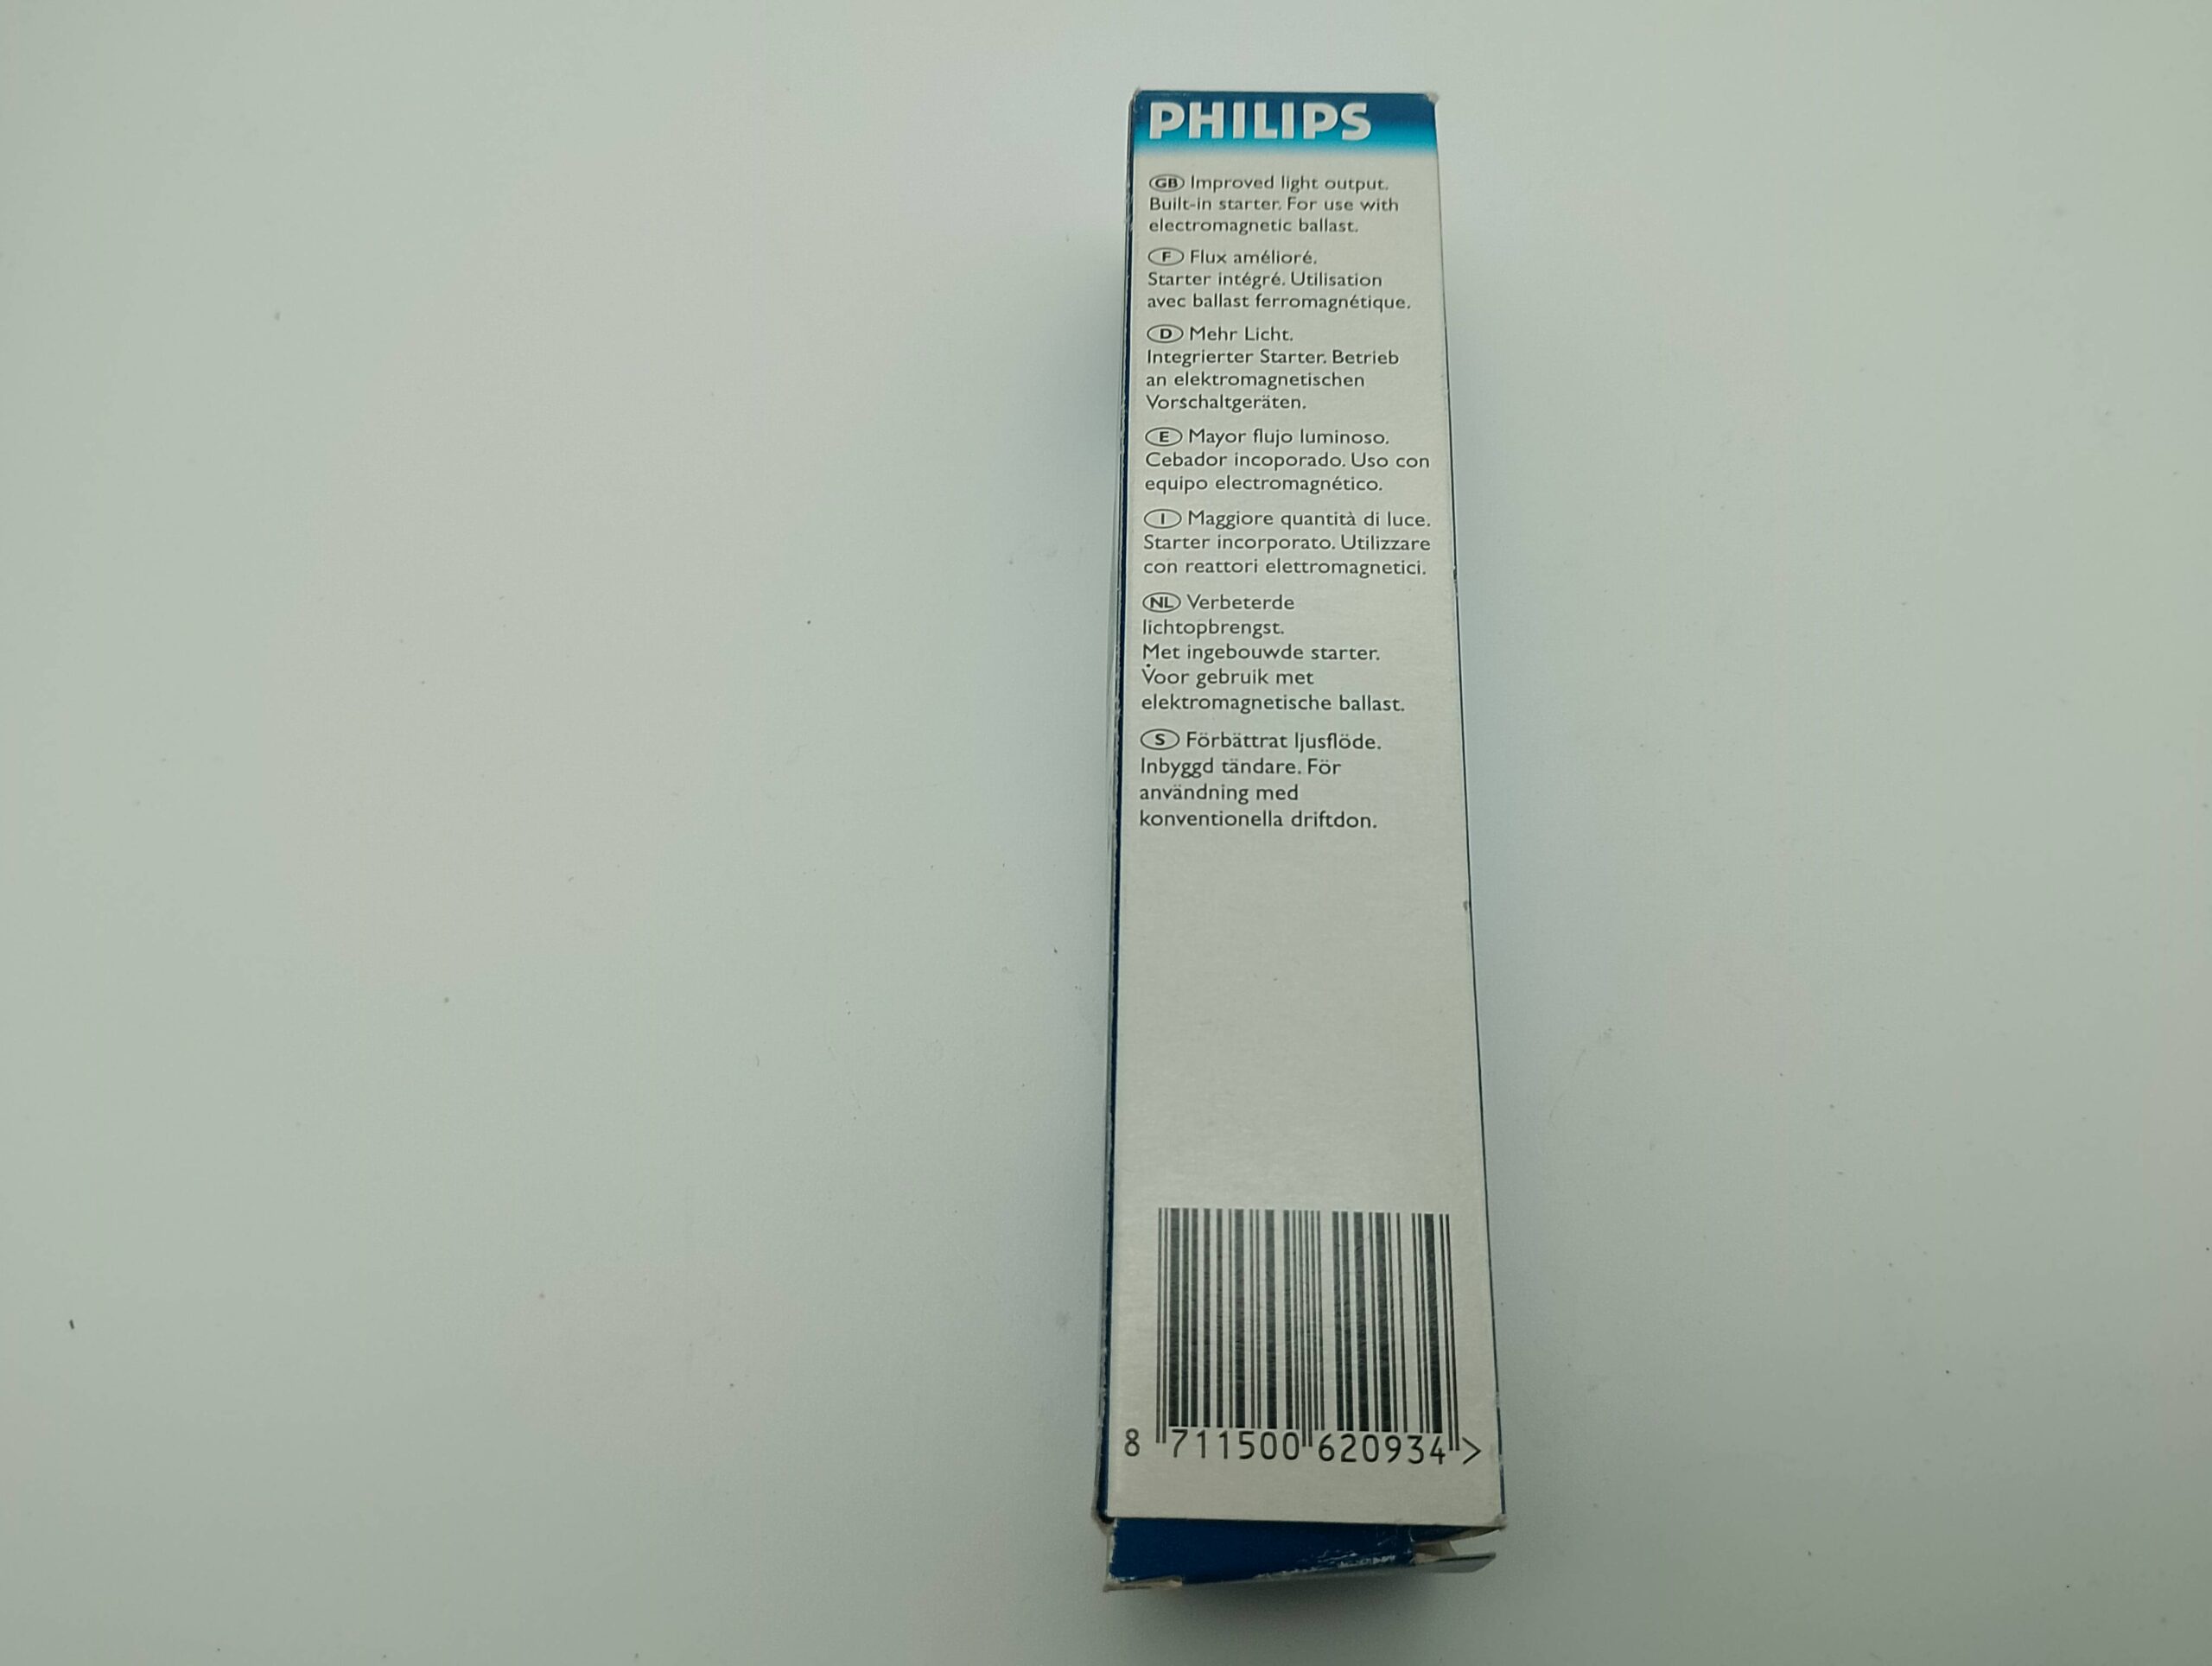 PHILIPS
GB Improved light output.
Built-in starter. For use with
electromagnetic ballast.
F Flux amélioré.
Starter intégré. Utilisation
avec ballast ferromagnétique.
D Mehr Licht.
Integrierter Starter. Betrieb
an elektromagnetischen
Vorschaltgeräten.
E Mayor flujo luminoso.
Cebador incoporado. Uso con
equipo electromagnético.
I Maggiore quantità di luce.
Starter incorporato. Utilizzare
con reattori elettromagnetici.
NL Verbeterde
lichtopbrengst.
Met ingebouwde starter.
Voor gebruik met
elektromagnetische ballast.
S Förbättrat ljusflöde.
Inbyggd tändare. För
användning med
konventionella driftdon.
8 711500 620934 >